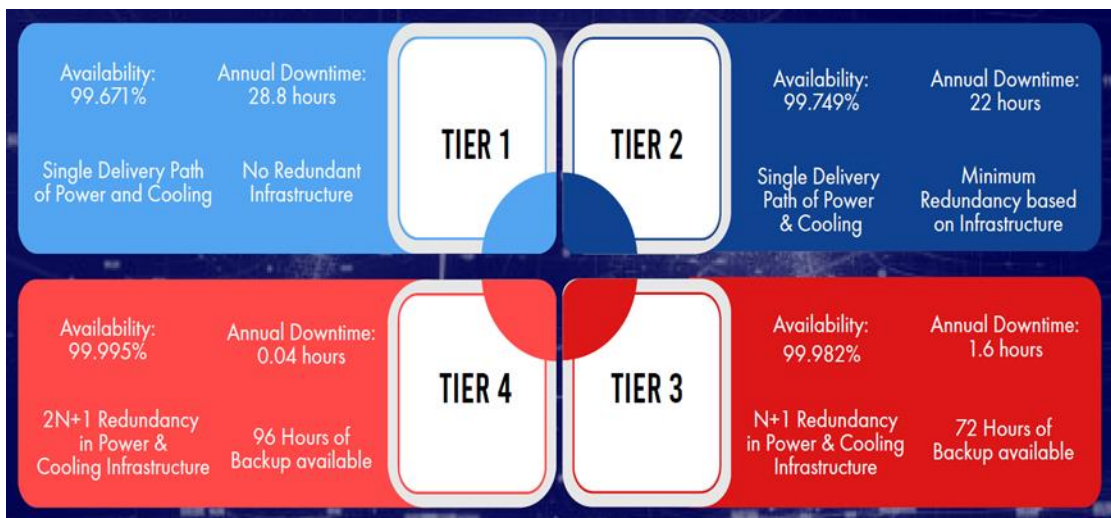 Availability:
99.671%
Annual Downtime:
28.8 hours
Single Delivery Path
of Power and Cooling
No Redundant
Infrastructure
TIER 1
TIER 2
Availability:
99.749%
Annual Downtime:
22 hours
Single Delivery
Path of Power
& Cooling
Minimum
Redundancy based
on Infrastructure
Availability:
99.995%
Annual Downtime:
0.04 hours
2N+1 Redundancy
in Power &
Cooling Infrastructure
96 Hours of
Backup available
TIER 4
TIER 3
Availability:
99.982%
Annual Downtime:
1.6 hours
N+1 Redundancy
in Power & Cooling
Infrastructure
72 Hours of
Backup available